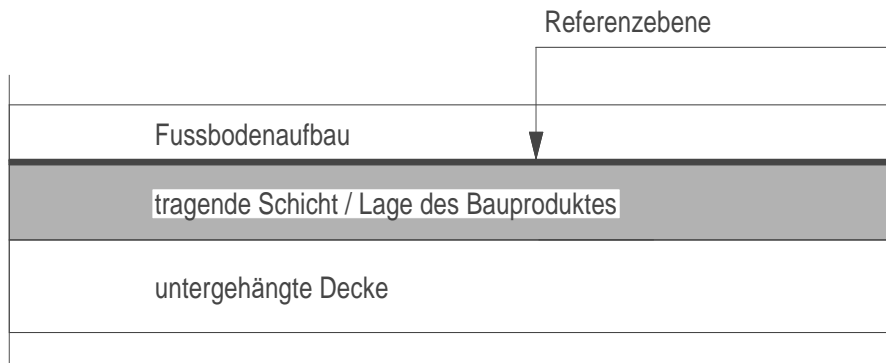 Referenzebene
Fussbodenaufbau
tragende Schicht / Lage des Bauproduktes
untergehängte Decke